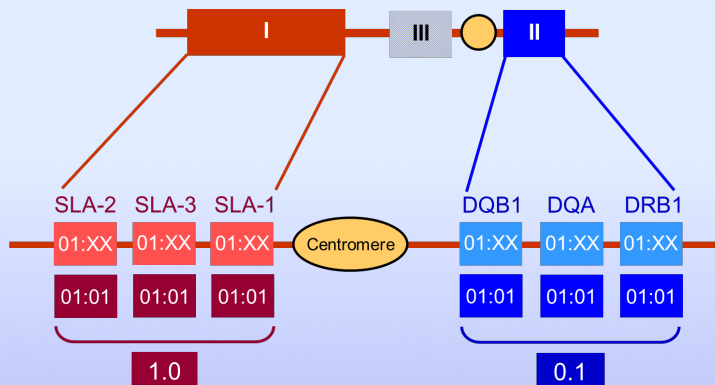 I III II
SLA-2 SLA-3 SLA-1 DQB1 DQA DRB1
01:XX 01:XX 01:XX Centromere 01:XX 01:XX 01:XX
01:01 01:01 01:01 01:01 01:01 01:01
1.0 0.1